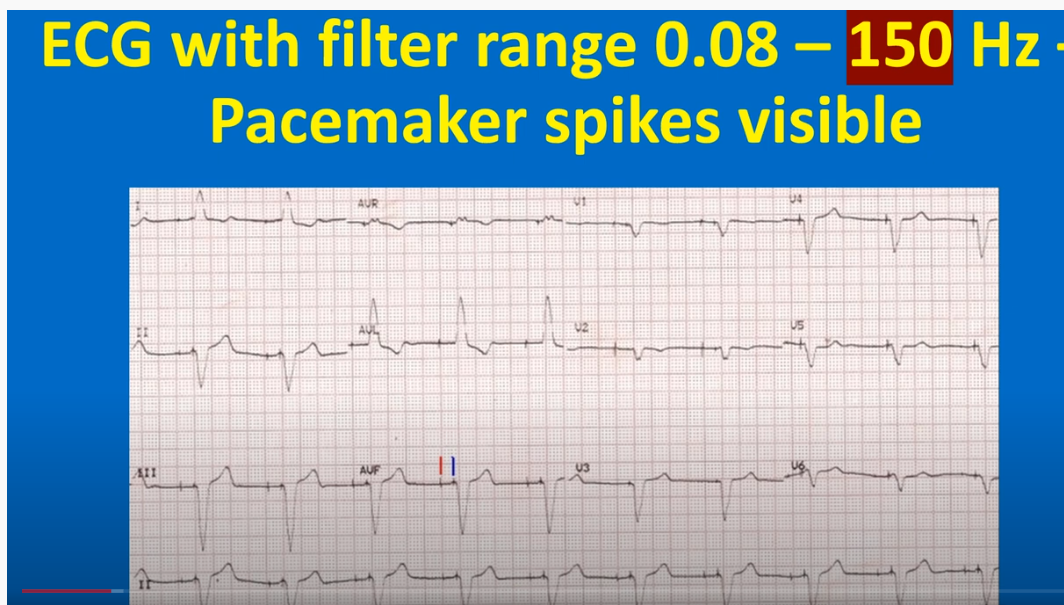 ECG with filter range 0.08 – 150 Hz -
Pacemaker spikes visible
I AVR V1 V4
II AVL V2 V5
III AVF V3 V6
II